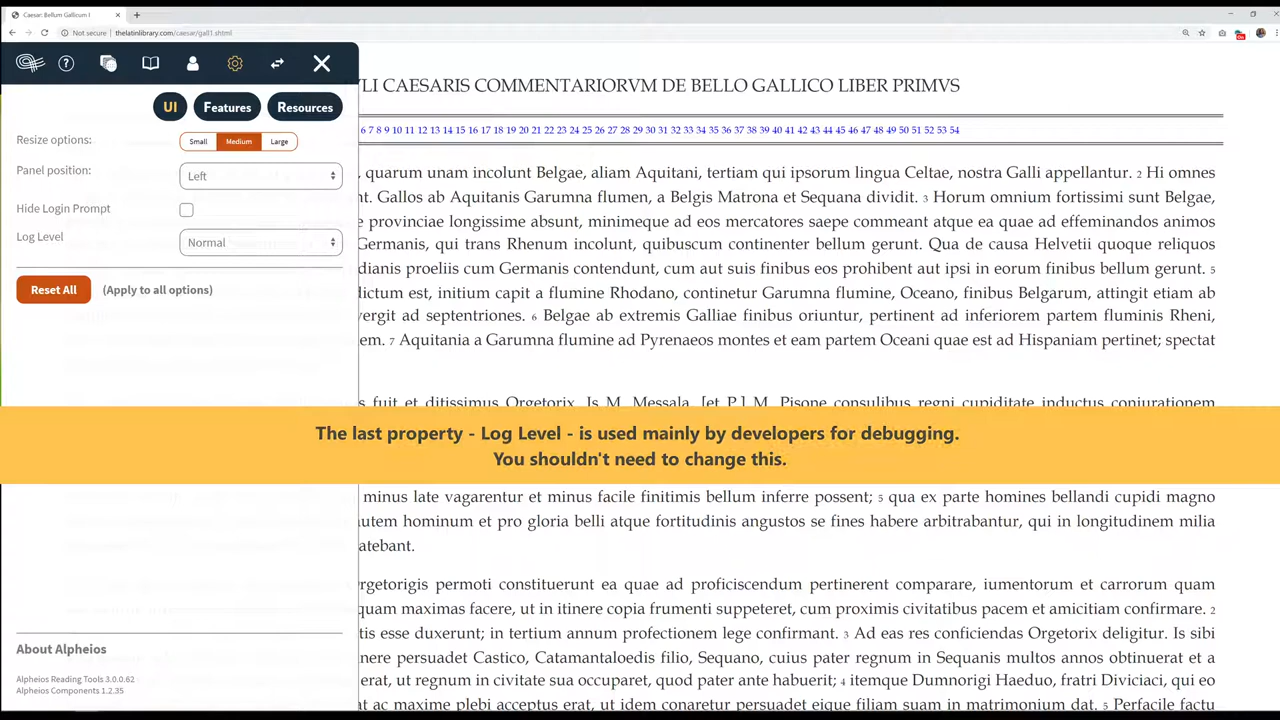 Caesar: Bellum Gallicum I
Not secure | thelatinlibrary.com/caesar/gall1.shtml
UI Features Resources
Resize options: Small Medium Large
Panel position: Left
Hide Login Prompt
Log Level Normal
Reset All (Apply to all options)
About Alpheios
Alpheios Reading Tools 3.0.0.62
Alpheios Components 1.2.35
VLI CAESARIS COMMENTARIORVM DE BELLO GALLICO LIBER PRIMVS
6 7 8 9 10 11 12 13 14 15 16 17 18 19 20 21 22 23 24 25 26 27 28 29 30 31 32 33 34 35 36 37 38 39 40 41 42 43 44 45 46 47 48 49 50 51 52 53 54
, quarum unam incolunt Belgae, aliam Aquitani, tertiam qui ipsorum lingua Celtae, nostra Galli appellantur. 2 Hi omnes
nt. Gallos ab Aquitanis Garumna flumen, a Belgis Matrona et Sequana dividit. 3 Horum omnium fortissimi sunt Belgae,
e provinciae longissime absunt, minimeque ad eos mercatores saepe commeant atque ea quae ad effeminandos animos
Germanis, qui trans Rhenum incolunt, quibuscum continenter bellum gerunt. Qua de causa Helvetii quoque reliquos
dianis proeliis cum Germanis contendunt, cum aut suis finibus eos prohibent aut ipsi in eorum finibus bellum gerunt. 5
dictum est, initium capit a flumine Rhodano, continetur Garumna flumine, Oceano, finibus Belgarum, attingit etiam ab
vergit ad septentriones. 6 Belgae ab extremis Galliae finibus oriuntur, pertinent ad inferiorem partem fluminis Rheni,
em. 7 Aquitania a Garumna flumine ad Pyrenaeos montes et eam partem Oceani quae est ad Hispaniam pertinet; spectat
s fuit et ditissimus Orgetorix. Is M. Messala, [et P.] M. Pisone consulibus regni cupiditate inductus coniurationem
The last property - Log Level - is used mainly by developers for debugging.
You shouldn't need to change this.
minus late vagarentur et minus facile finitimis bellum inferre possent; 5 qua ex parte homines bellandi cupidi magno
autem hominum et pro gloria belli atque fortitudinis angustos se fines habere arbitrabantur, qui in longitudinem milia
atebant.
Orgetorigis permoti constituerunt ea quae ad proficiscendum pertinerent comparare, iumentorum et carrorum quam
quam maximas facere, ut in itinere copia frumenti suppeteret, cum proximis civitatibus pacem et amicitiam confirmare. 2
tis esse duxerunt; in tertium annum profectionem lege confirmant. 3 Ad eas res conficiendas Orgetorix deligitur. Is sibi
nere persuadet Castico, Catamantaloedis filio, Sequano, cuius pater regnum in Sequanis multos annos obtinuerat et a
erat, ut regnum in civitate sua occuparet, quod pater ante habuerit; 4 itemque Dumnorigi Haeduo, fratri Diviciaci, qui eo
at ac maxime plebi acceptus erat, ut idem conaretur persuadet eique filiam suam in matrimonium dat. 5 Perfacile factu